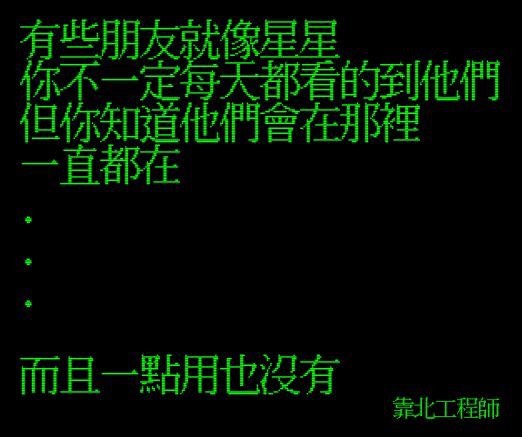 有些朋友就像星星
你不一定每天都看的到他們
但你知道他們會在那裡
一直都在
.
.
.
而且一點用也沒有
靠北工程師